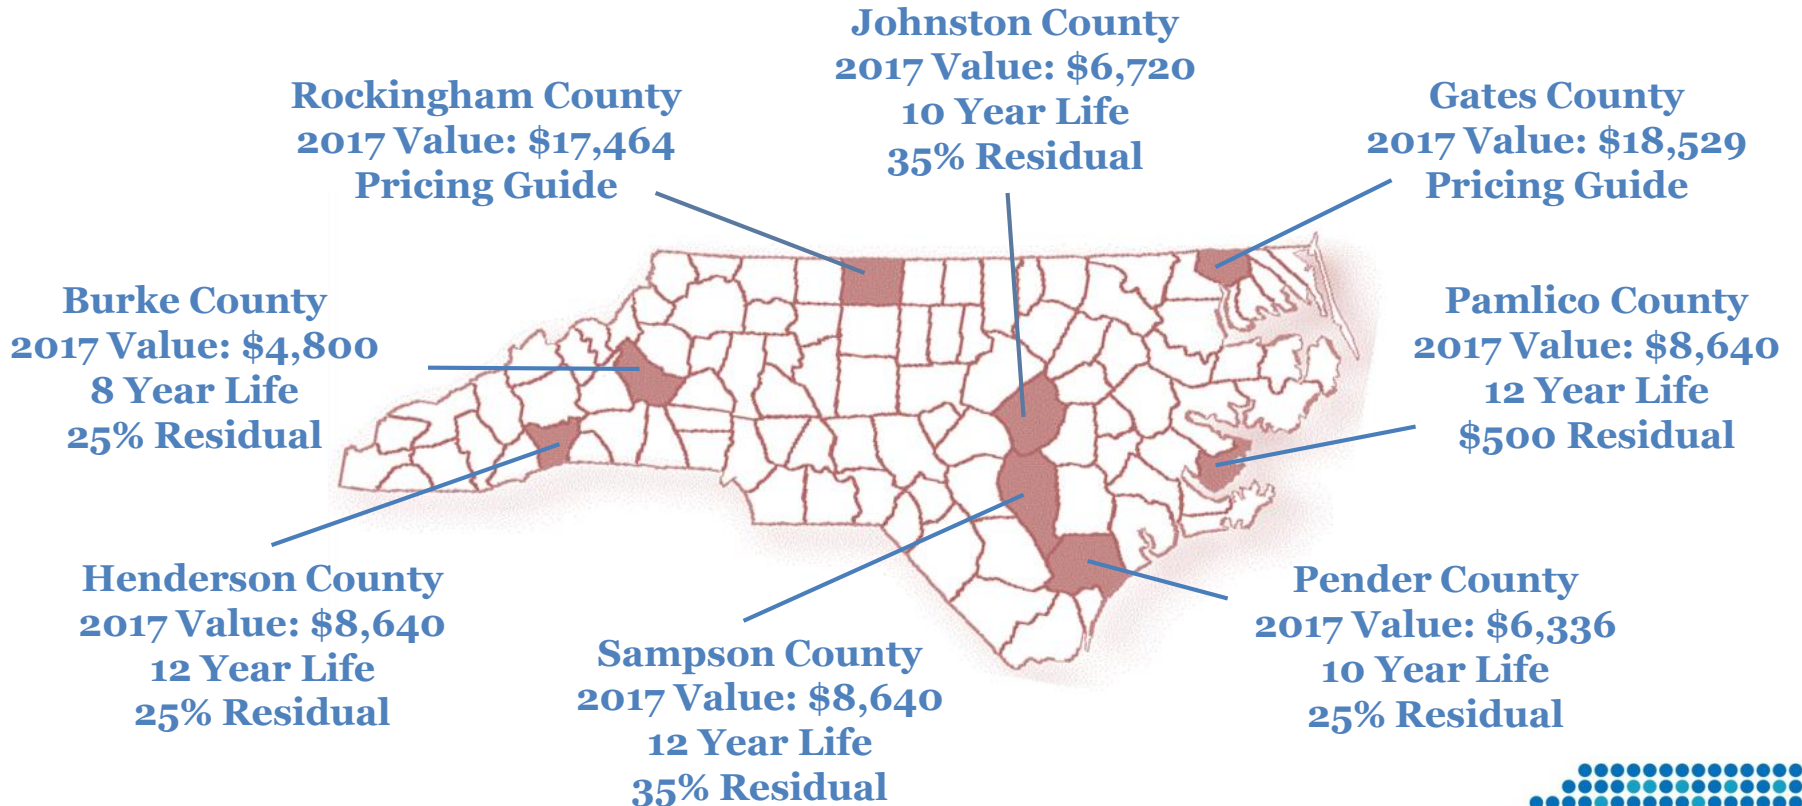 Johnston County
2017 Value: $6,720
10 Year Life
35% Residual
Rockingham County
2017 Value: $17,464
Pricing Guide
Gates County
2017 Value: $18,529
Pricing Guide
Burke County
2017 Value: $4,800
8 Year Life
25% Residual
Pamlico County
2017 Value: $8,640
12 Year Life
$500 Residual
Henderson County
2017 Value: $8,640
12 Year Life
25% Residual
Sampson County
2017 Value: $8,640
12 Year Life
35% Residual
Pender County
2017 Value: $6,336
10 Year Life
25% Residual